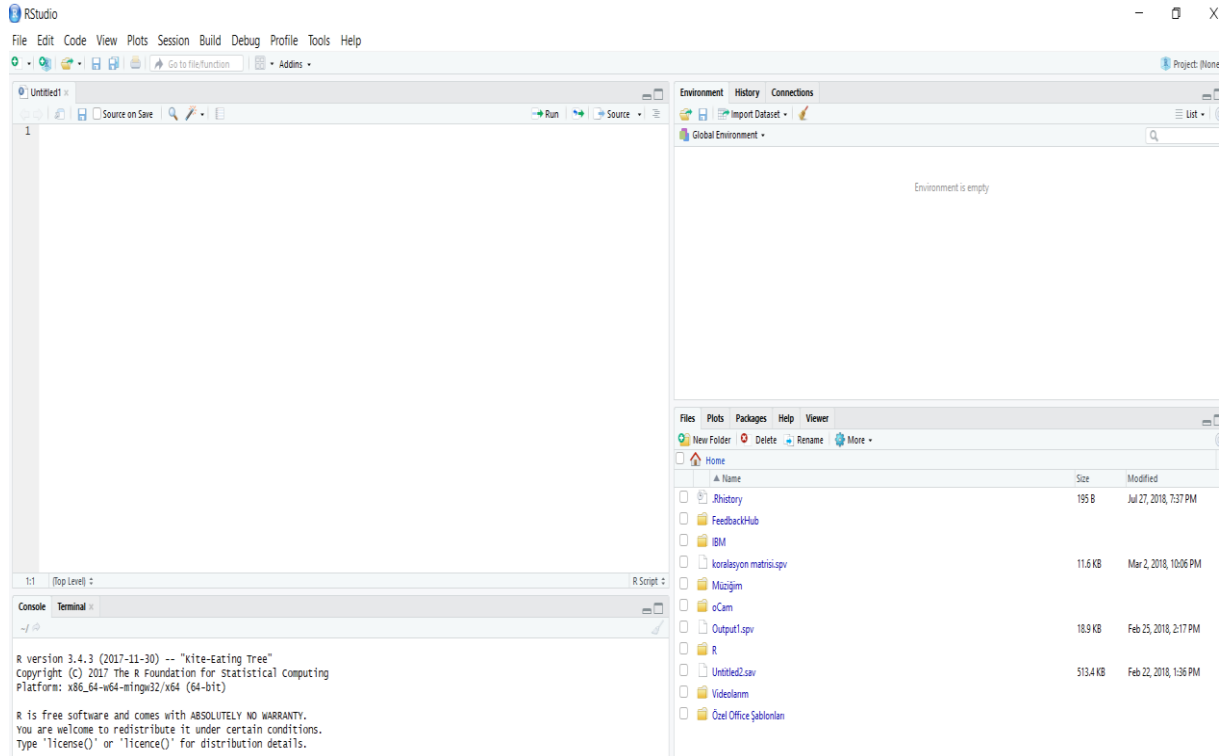 RStudio
File Edit Code View Plots Session Build Debug Profile Tools Help
Go to file/function Addins
Project: (None
Untitled1
Source on Save Run Source
1
1:1 (Top Level) R Script
Console Terminal
~/
R version 3.4.3 (2017-11-30) -- "Kite-Eating Tree"
Copyright (C) 2017 The R Foundation for Statistical Computing
Platform: x86_64-w64-mingw32/x64 (64-bit)
R is free software and comes with ABSOLUTELY NO WARRANTY.
You are welcome to redistribute it under certain conditions.
Type 'license()' or 'licence()' for distribution details.
Environment History Connections
Import Dataset List
Global Environment
Environment is empty
Files Plots Packages Help Viewer
New Folder Delete Rename More
Home
Name Size Modified
.Rhistory 195 B Jul 27, 2018, 7:37 PM
FeedbackHub
IBM
koralasyon matrisi.spv 11.6 KB Mar 2, 2018, 10:06 PM
Müziğim
oCam
Output1.spv 18.9 KB Feb 25, 2018, 2:17 PM
R
Untitled2.sav 513.4 KB Feb 22, 2018, 1:36 PM
Videolarım
Özel Office Şablonları